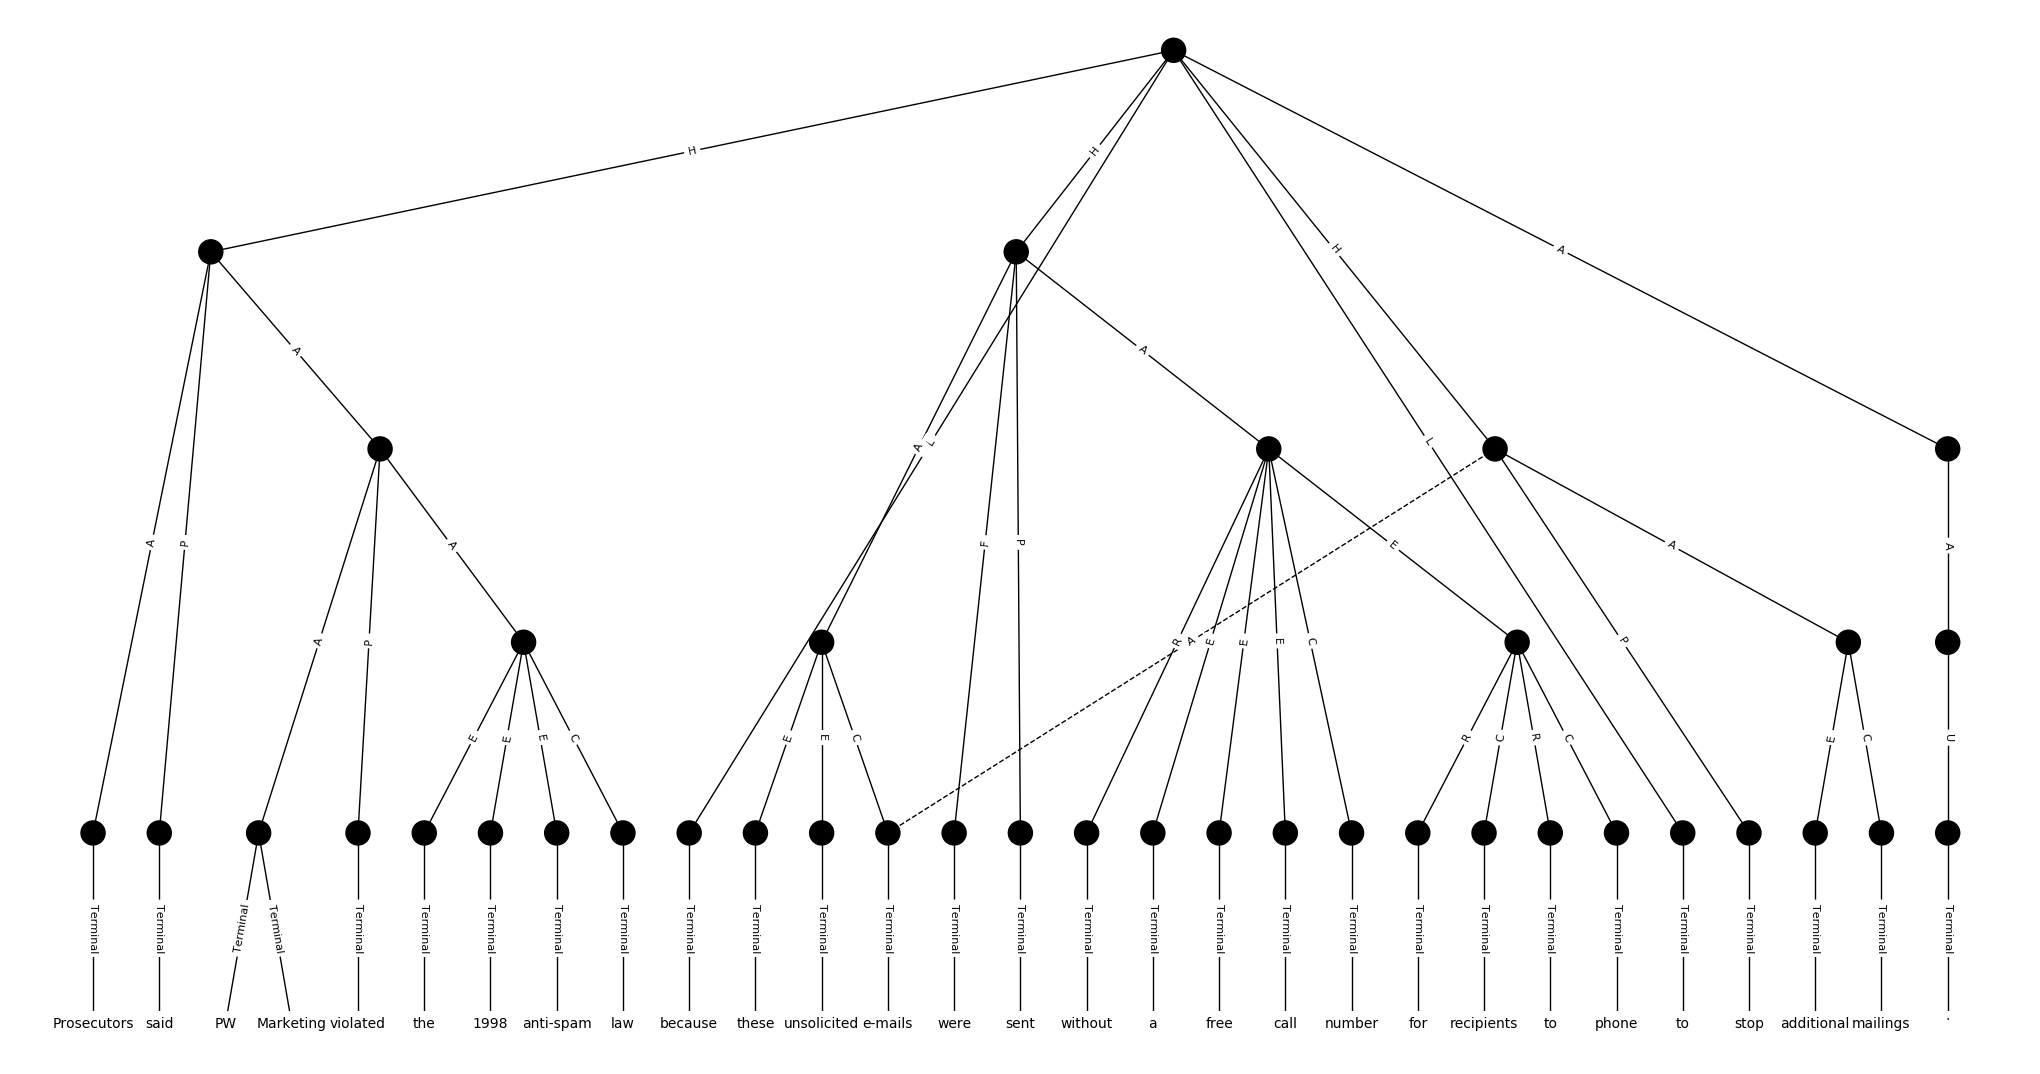 H
H
H
A
A
A
A
L
L
A
P
A
F
P
E
A
A
A
P
R
A
E
E
E
C
P
E
E
E
C
E
E
C
R
C
R
C
E
C
U
Terminal Terminal Terminal Terminal Terminal Terminal Terminal Terminal Terminal Terminal Terminal Terminal Terminal Terminal Terminal Terminal Terminal Terminal Terminal Terminal Terminal Terminal Terminal Terminal Terminal Terminal Terminal Terminal Terminal
Prosecutors said PW Marketing violated the 1998 anti-spam law because these unsolicited e-mails were sent without a free call number for recipients to phone to stop additional mailings .